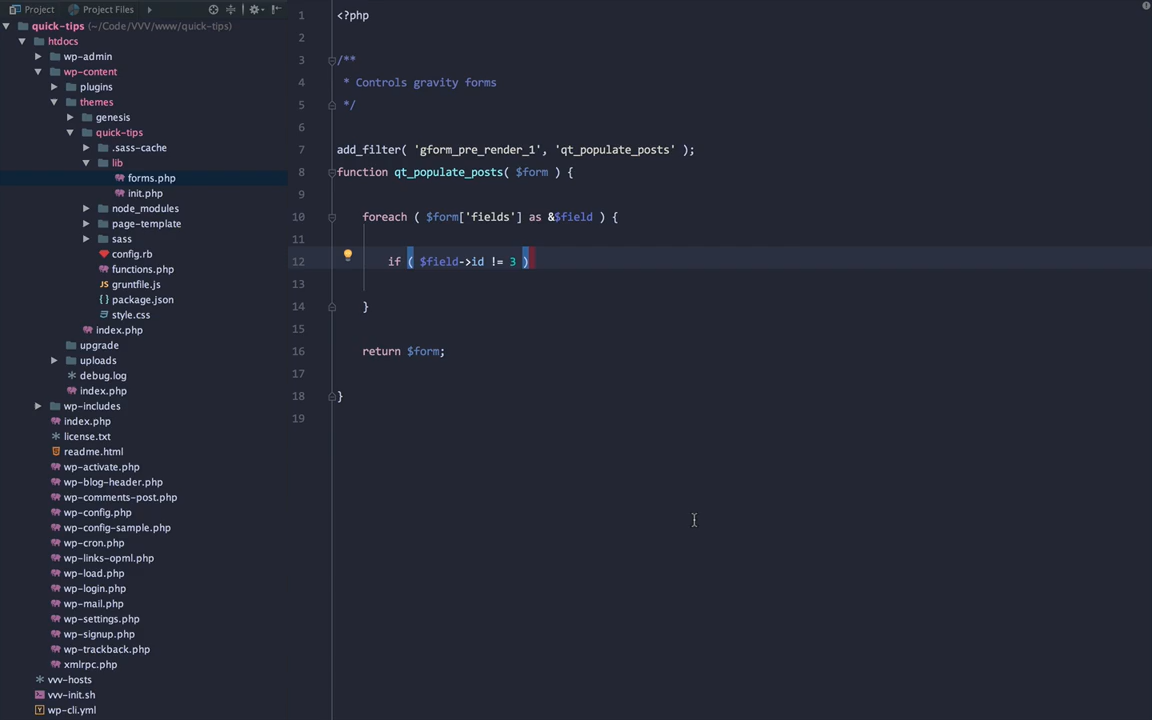 Project Project Files
quick-tips (~/Code/VVV/www/quick-tips)
htdocs
wp-admin
wp-content
plugins
themes
genesis
quick-tips
.sass-cache
lib
forms.php
init.php
node_modules
page-template
sass
config.rb
functions.php
gruntfile.js
package.json
style.css
index.php
upgrade
uploads
debug.log
index.php
wp-includes
index.php
license.txt
readme.html
wp-activate.php
wp-blog-header.php
wp-comments-post.php
wp-config.php
wp-config-sample.php
wp-cron.php
wp-links-opml.php
wp-load.php
wp-login.php
wp-mail.php
wp-settings.php
wp-signup.php
wp-trackback.php
xmlrpc.php
vvv-hosts
vvv-init.sh
wp-cli.yml
1 <?php
2
3 /**
4 * Controls gravity forms
5 */
6
7 add_filter( 'gform_pre_render_1', 'qt_populate_posts' );
8 function qt_populate_posts( $form ) {
9
10 foreach ( $form['fields'] as &$field ) {
11
12 if ( $field->id != 3 )
13
14 }
15
16 return $form;
17
18 }
19